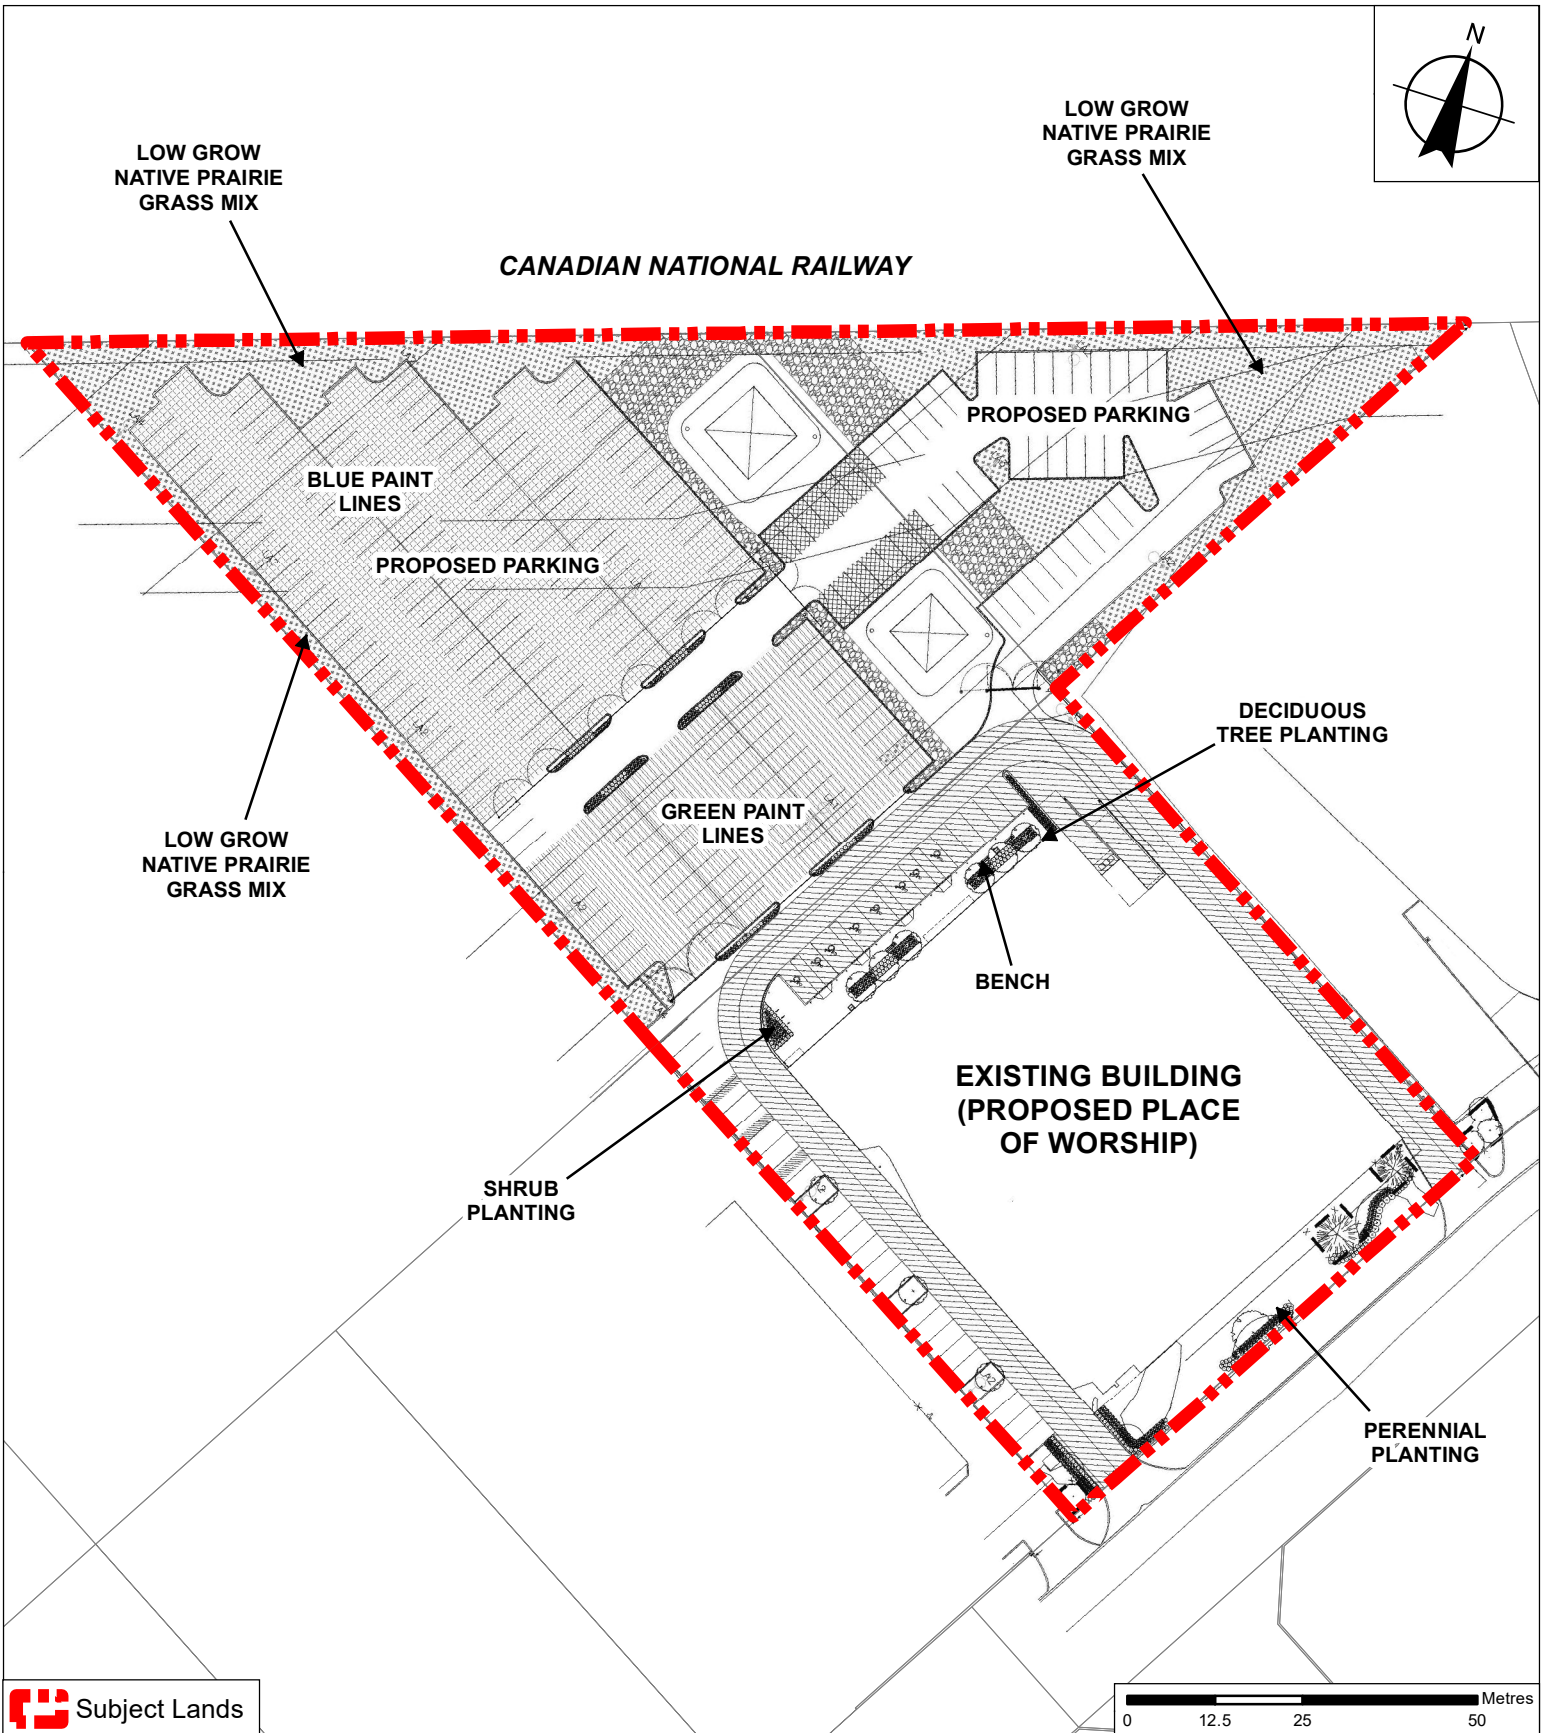 N
LOW GROW
NATIVE PRAIRIE
GRASS MIX
LOW GROW
NATIVE PRAIRIE
GRASS MIX
CANADIAN NATIONAL RAILWAY
PROPOSED PARKING
BLUE PAINT
LINES
PROPOSED PARKING
DECIDUOUS
TREE PLANTING
GREEN PAINT
LINES
LOW GROW
NATIVE PRAIRIE
GRASS MIX
BENCH
EXISTING BUILDING
(PROPOSED PLACE
OF WORSHIP)
SHRUB
PLANTING
PERENNIAL
PLANTING
Subject Lands
Metres
0 12.5 25 50